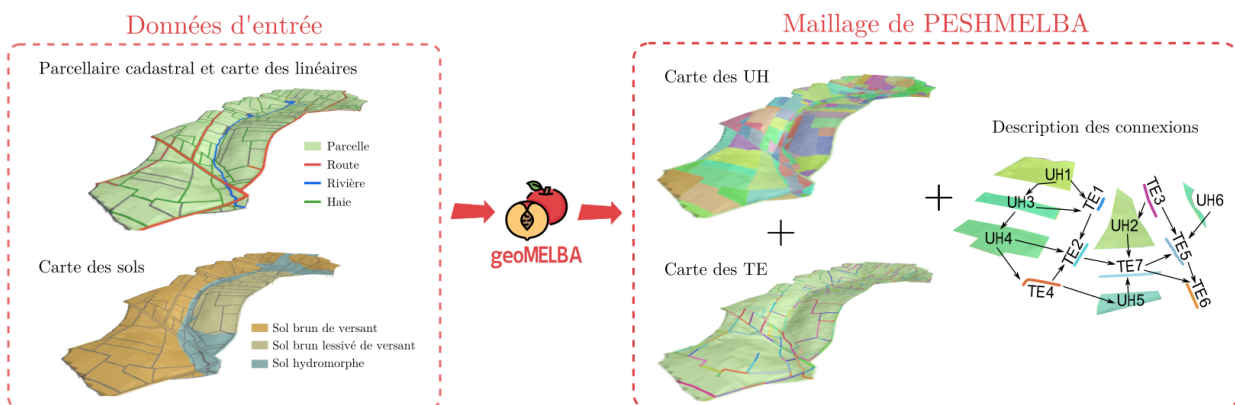 Données d'entrée
Parcellaire cadastral et carte des linéaires
Parcelle
Route
Rivière
Haie
Carte des sols
Sol brun de versant
Sol brun lessivé de versant
Sol hydromorphe
geoMELBA
Maillage de PESHMELBA
Carte des UH
+
Carte des TE
+
Description des connexions
UH1
TE1
TE3
UH6
UH3
UH2
UH4
TE2
TE5
TE7
TE4
UH5
TE6